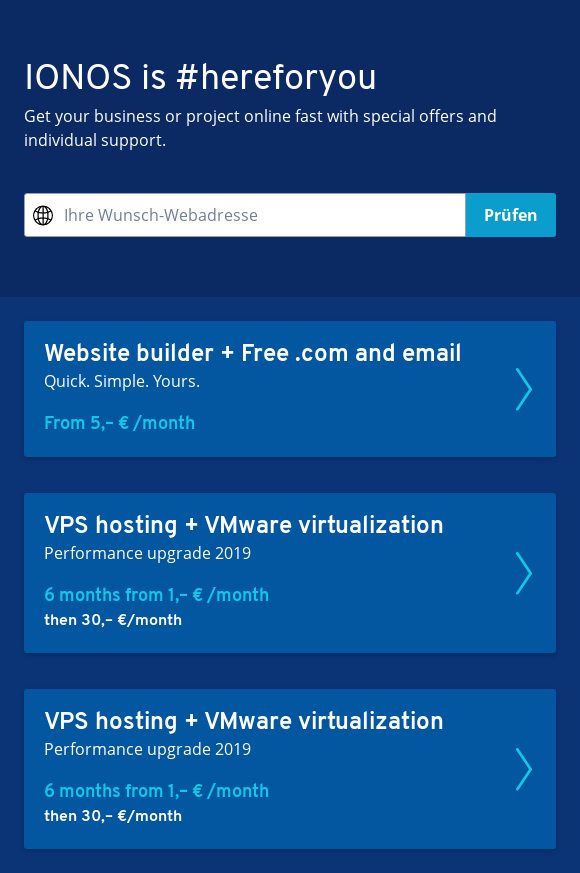 IONOS is #hereforyou
Get your business or project online fast with special offers and
individual support.
Ihre Wunsch-Webadresse
Prüfen
Website builder + Free .com and email
Quick. Simple. Yours.
From 5,– € /month
VPS hosting + VMware virtualization
Performance upgrade 2019
6 months from 1,– € /month
then 30,– €/month
VPS hosting + VMware virtualization
Performance upgrade 2019
6 months from 1,– € /month
then 30,– €/month